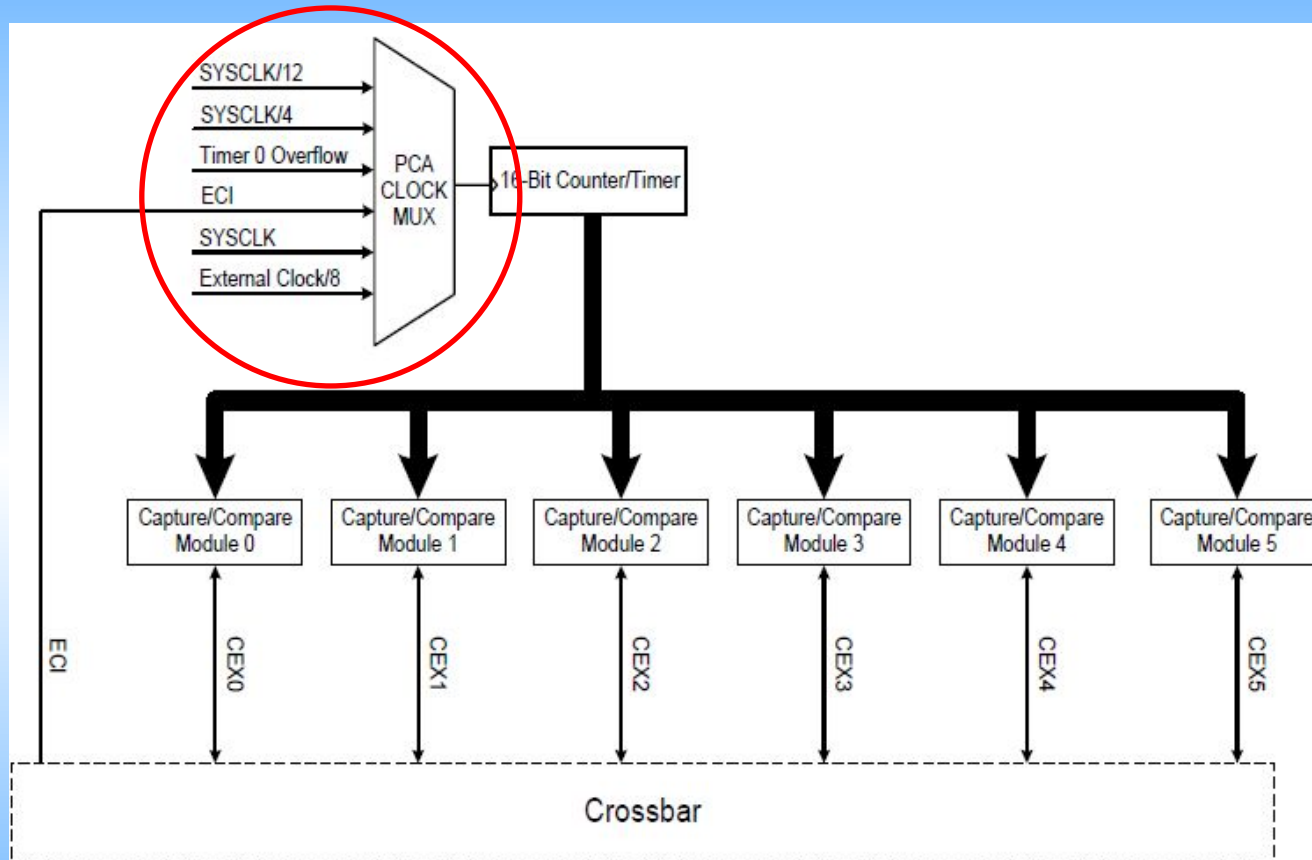 SYSCLK/12
SYSCLK/4
Timer 0 Overflow
ECI
SYSCLK
External Clock/8
PCA
CLOCK
MUX
16-Bit Counter/Timer
Capture/Compare
Module 0
Capture/Compare
Module 1
Capture/Compare
Module 2
Capture/Compare
Module 3
Capture/Compare
Module 4
Capture/Compare
Module 5
ECI
CEX0
CEX1
CEX2
CEX3
CEX4
CEX5
Crossbar